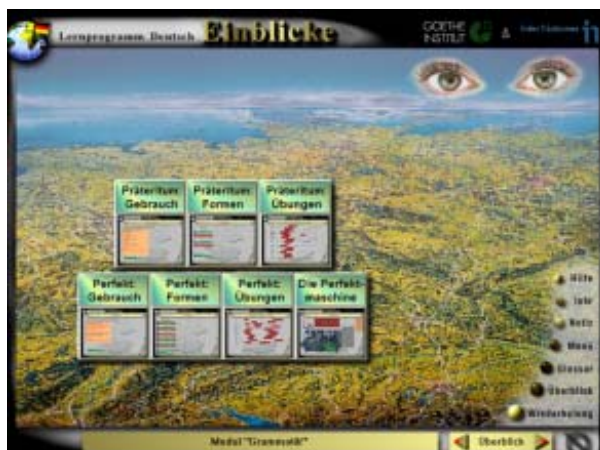 Lernprogramm Deutsch Einblicke
GOETHE
INSTITUT
Präteritum:
Gebrauch
Präteritum:
Formen
Präteritum:
Übungen
Perfekt:
Gebrauch
Perfekt:
Formen
Perfekt:
Übungen
Die Perfekt-
maschine
Hilfe
Info
Notiz
Menü
Glossar
Überblick
Wiederholung
Modul "Grammatik"
Überblick